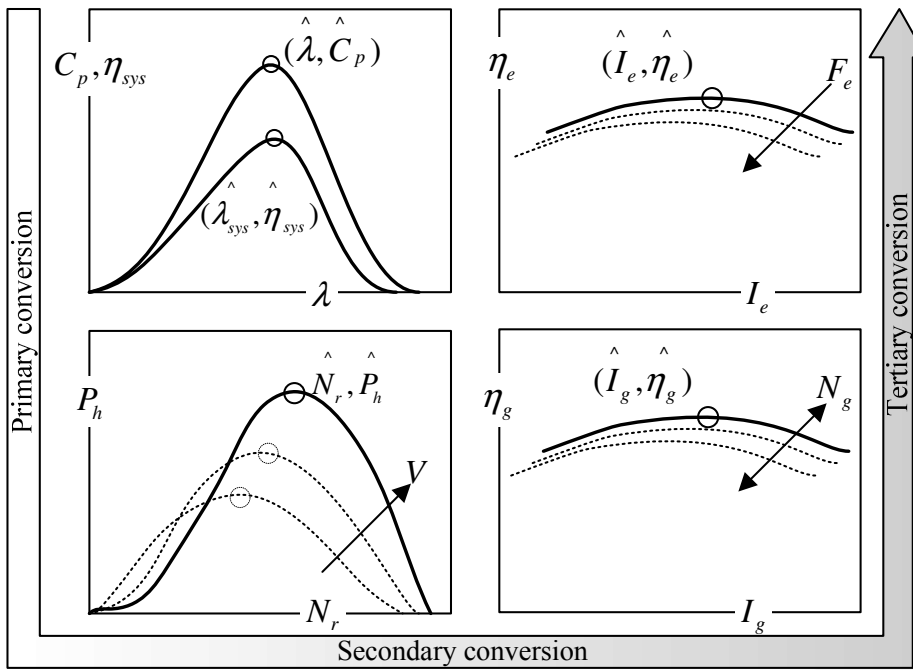 Primary conversion
C_p, η_sys
(λ̂, Ĉ_p)
(λ̂_sys, η̂_sys)
λ
η_e
(Î_e, η̂_e)
F_e
I_e
P_h
N̂_r, P̂_h
V
N_r
η_g
(Î_g, η̂_g)
N_g
I_g
Secondary conversion
Tertiary conversion